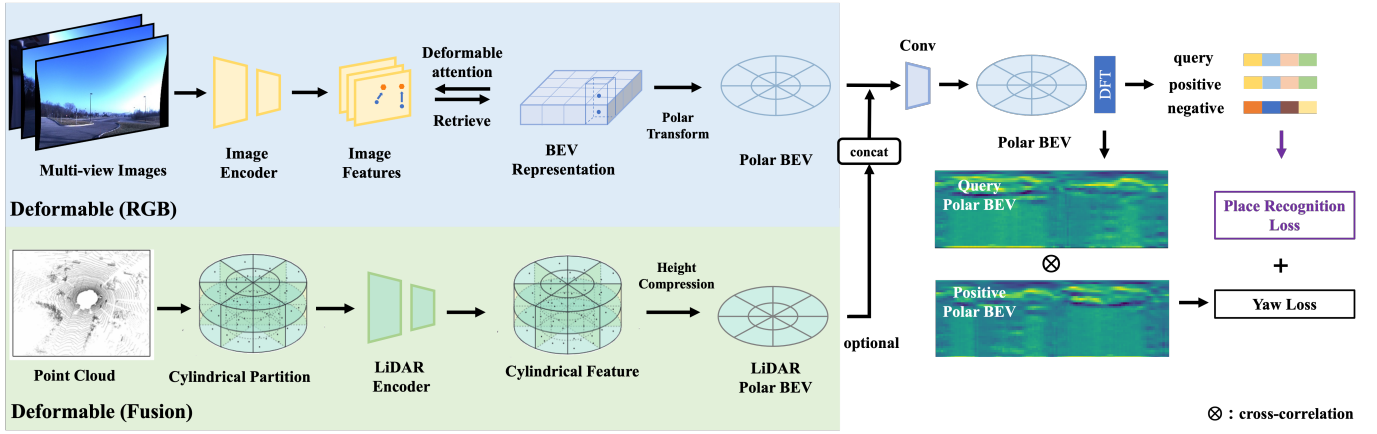 Multi-view Images
Image
Encoder
Image
Features
Deformable
attention
Retrieve
BEV
Representation
Polar
Transform
Polar BEV
Deformable (RGB)
Point Cloud
Cylindrical Partition
LiDAR
Encoder
Cylindrical Feature
Height
Compression
LiDAR
Polar BEV
Deformable (Fusion)
concat
optional
Conv
Polar BEV
DFT
query
positive
negative
Query
Polar BEV
Positive
Polar BEV
Place Recognition
Loss
+
Yaw Loss
⊗ : cross-correlation